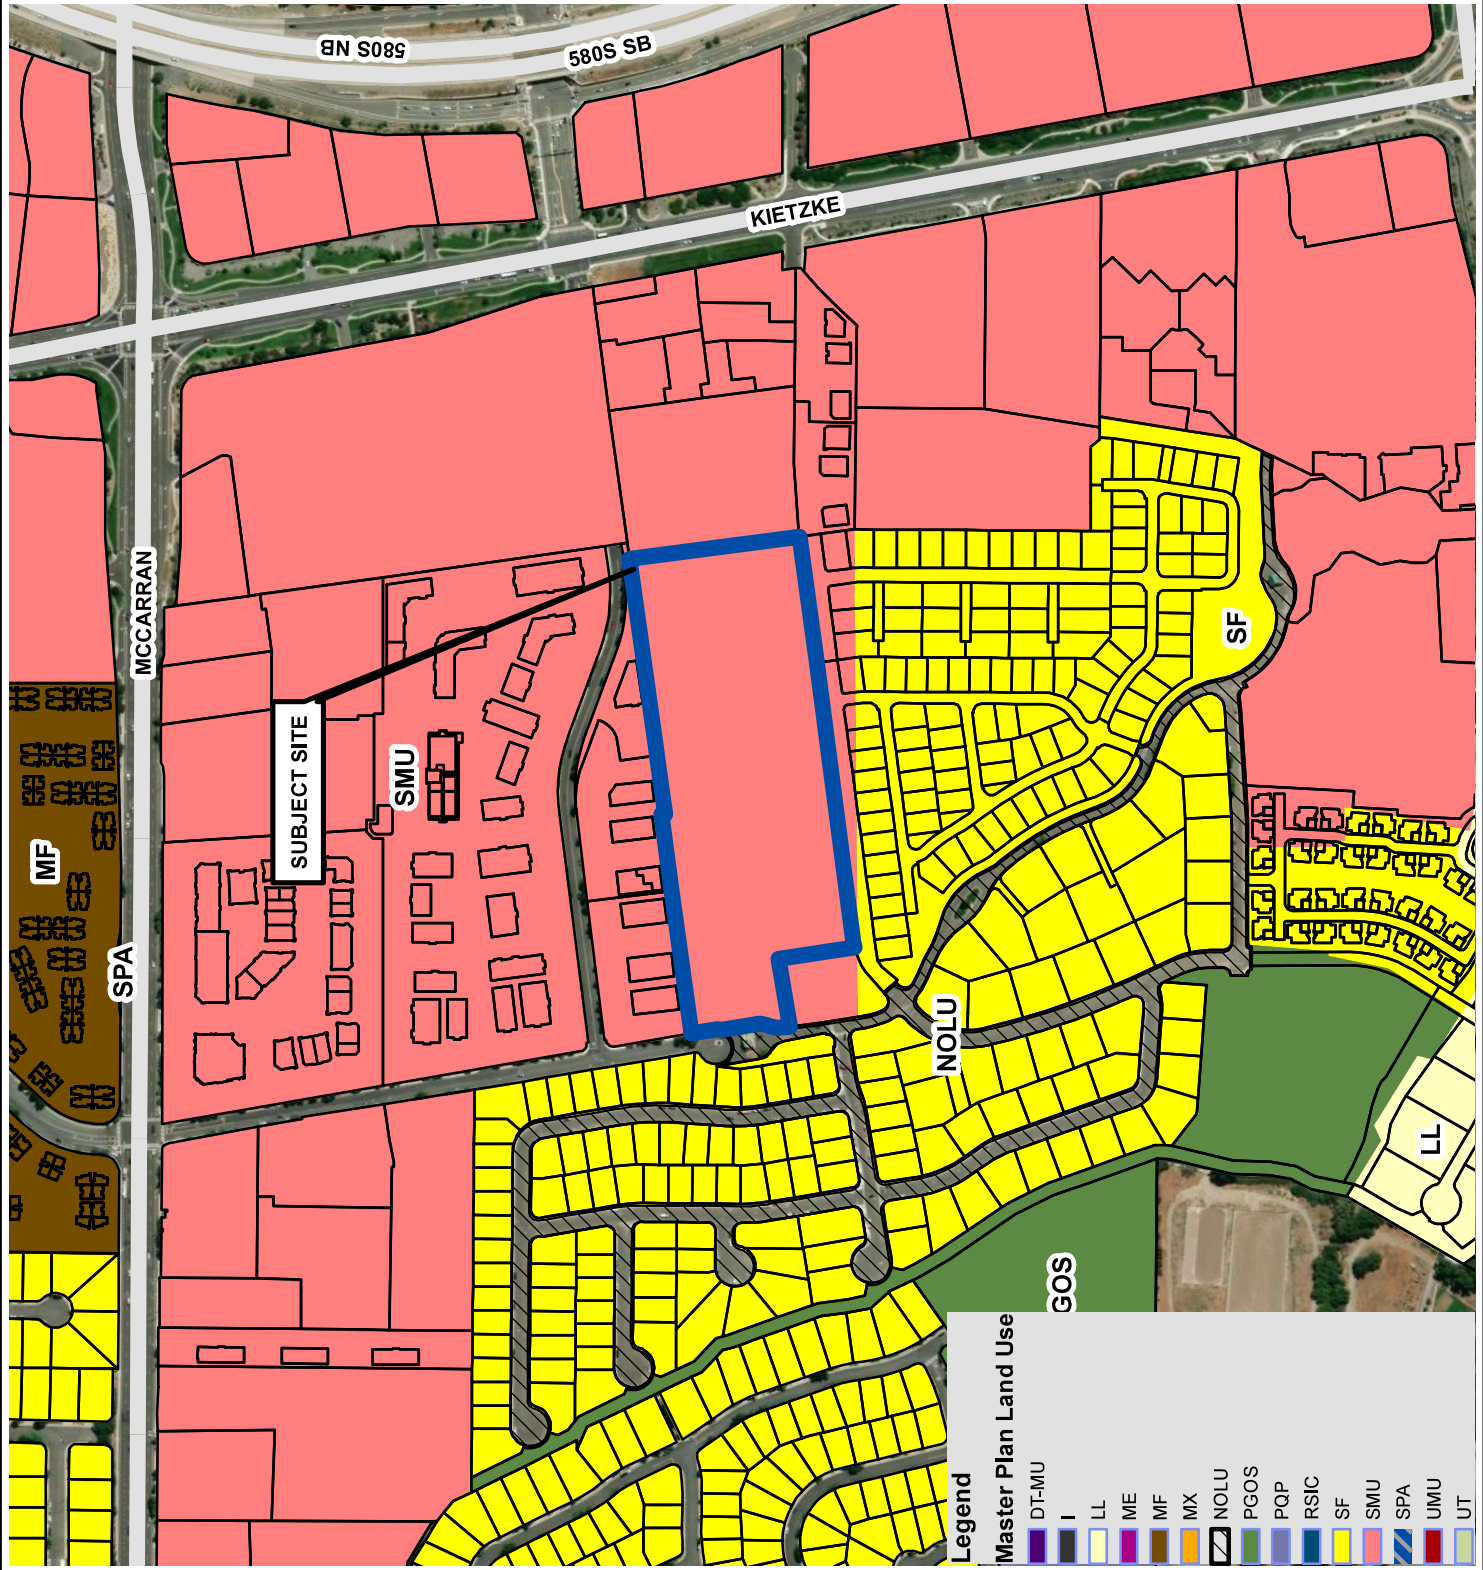 580S NB
580S SB
KIETZKE
MCCARRAN
SUBJECT SITE
SMU
MF
SPA
SF
NOLU
LL
GOS
Legend
Master Plan Land Use
DT-MU
I
LL
ME
MF
MX
NOLU
PGOS
PQP
RSIC
SF
SMU
SPA
UMU
UT